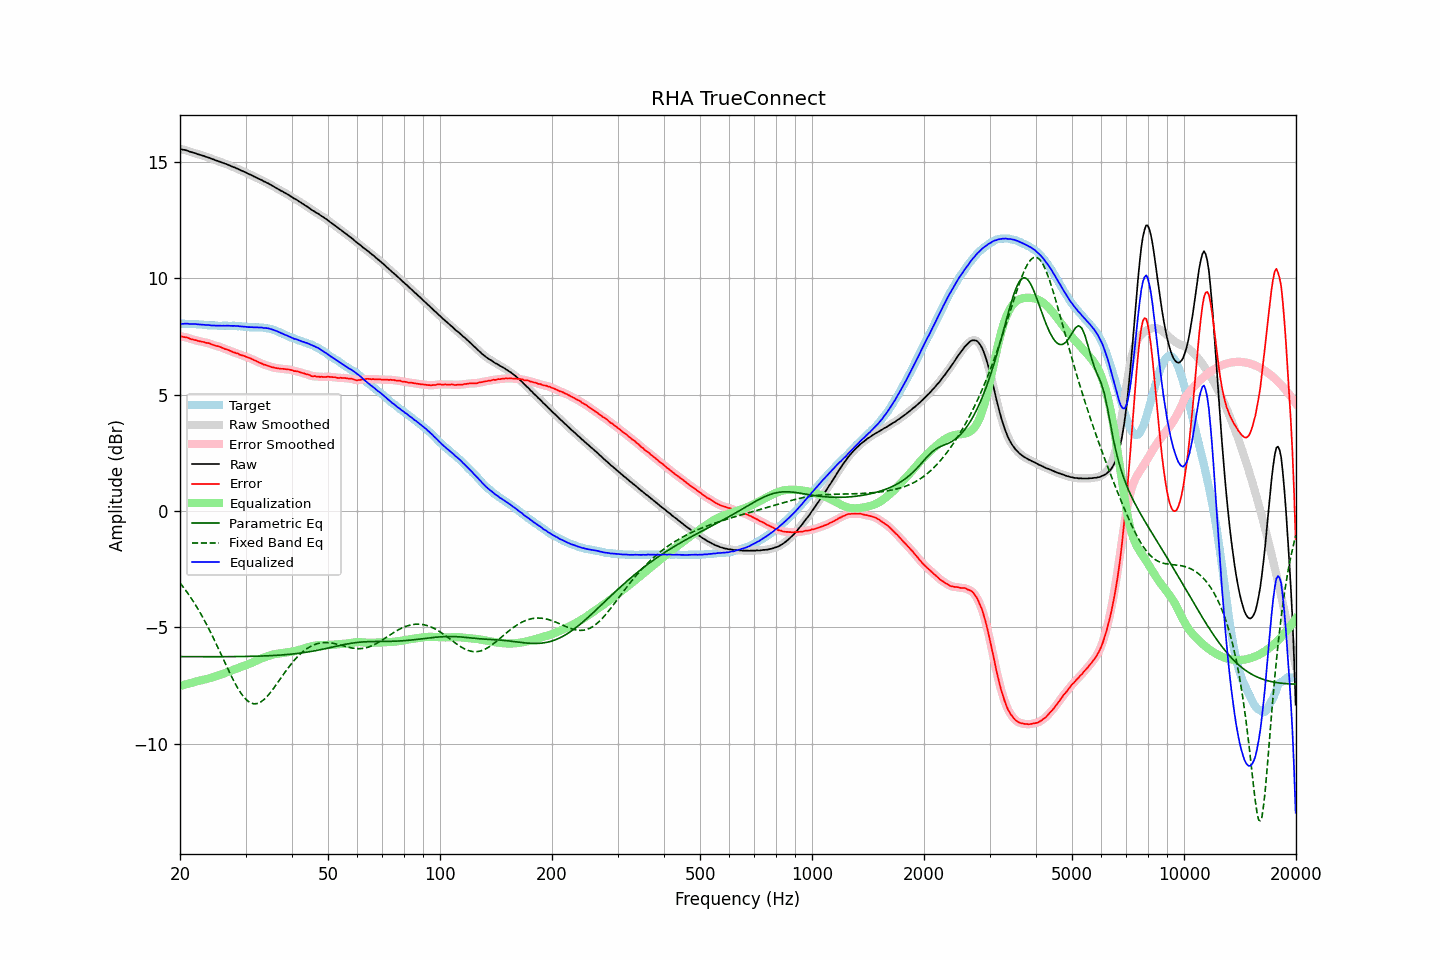 RHA TrueConnect
15
10
5
0
−5
−10
Amplitude (dBr)
Target
Raw Smoothed
Error Smoothed
Raw
Error
Equalization
Parametric Eq
Fixed Band Eq
Equalized
20 50 100 200 500 1000 2000 5000 10000 20000
Frequency (Hz)